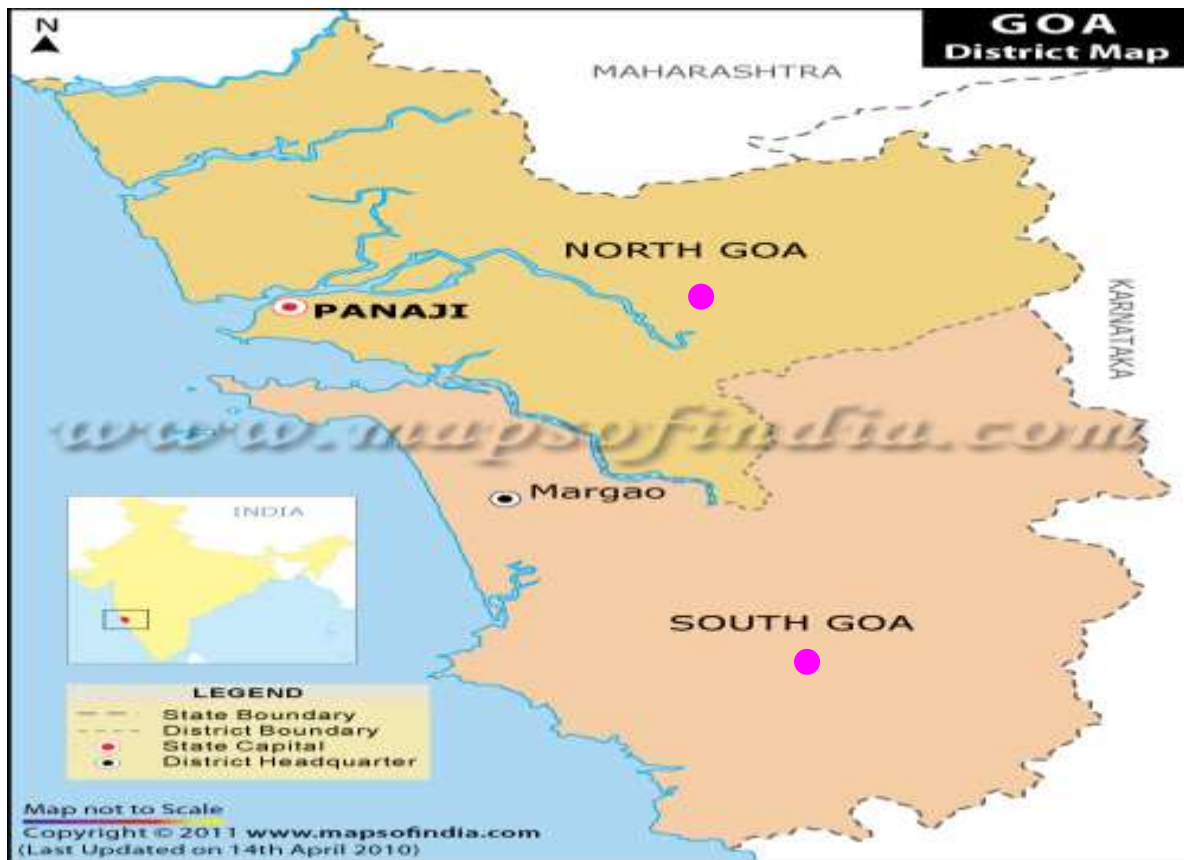 N
GOA
District Map
MAHARASHTRA
NORTH GOA
KARNATAKA
PANAJI
www.mapsofindia.com
Margao
INDIA
SOUTH GOA
LEGEND
State Boundary
District Boundary
State Capital
District Headquarter
Map not to Scale
Copyright © 2011 www.mapsofindia.com
(Last Updated on 14th April 2010)